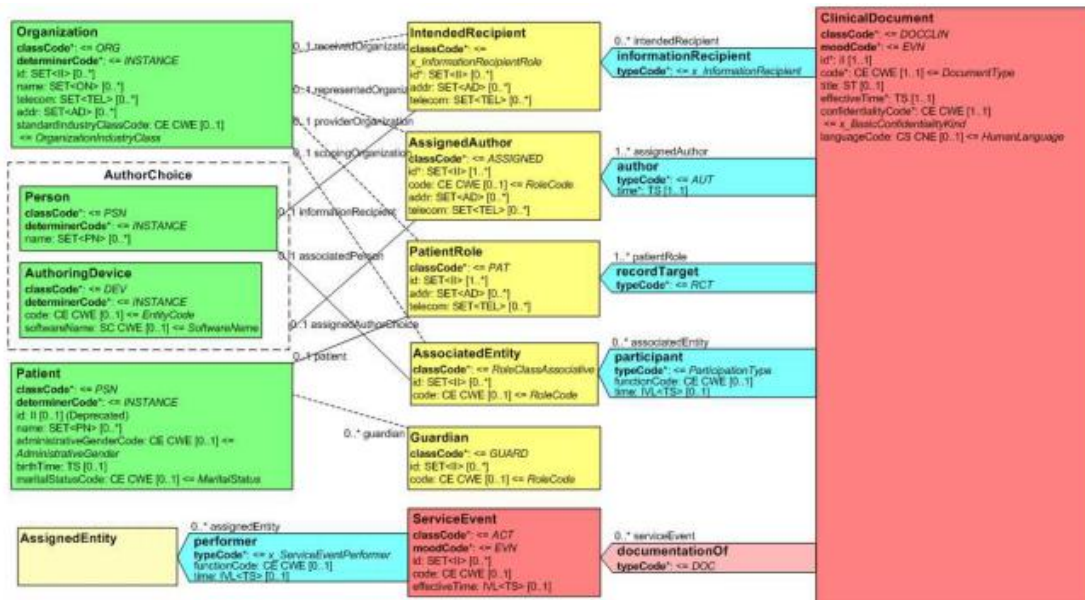 Organization
classCode*: <= ORG
determinerCode*: <= INSTANCE
id: SET<II> [0..*]
name: SET<ON> [0..*]
telecom: SET<TEL> [0..*]
addr: SET<AD> [0..*]
standardIndustryClassCode: CE CWE [0..1]
<= OrganizationIndustryClass
AuthorChoice
Person
classCode*: <= PSN
determinerCode*: <= INSTANCE
name: SET<PN> [0..*]
AuthoringDevice
classCode*: <= DEV
determinerCode*: <= INSTANCE
code: CE CWE [0..1] <= EntityCode
softwareName: SC CWE [0..1] <= SoftwareName
Patient
classCode*: <= PSN
determinerCode*: <= INSTANCE
id: II [0..1] (Deprecated)
name: SET<PN> [0..*]
administrativeGenderCode: CE CWE [0..1] <=
AdministrativeGender
birthTime: TS [0..1]
maritalStatusCode: CE CWE [0..1] <= MaritalStatus
AssignedEntity
0..1 receivedOrganizatio
0..1 representedOrganiz
0..1 providerOrganization
0..1 scopingOrganization
0..1 informationRecipient
0..1 associatedPerson
0..1 assignedAuthorChoice
0..1 patient
0..* guardian
IntendedRecipient
classCode*: <=
x_InformationRecipientRole
id*: SET<II> [0..*]
addr: SET<AD> [0..*]
telecom: SET<TEL> [0..*]
AssignedAuthor
classCode*: <= ASSIGNED
id*: SET<II> [1..*]
code: CE CWE [0..1] <= RoleCode
addr: SET<AD> [0..*]
telecom: SET<TEL> [0..*]
PatientRole
classCode*: <= PAT
id: SET<II> [1..*]
addr: SET<AD> [0..*]
telecom: SET<TEL> [0..*]
AssociatedEntity
classCode*: <= RoleClassAssociative
id: SET<II> [0..*]
code: CE CWE [0..1] <= RoleCode
Guardian
classCode*: <= GUARD
id: SET<II> [0..*]
code: CE CWE [0..1] <= RoleCode
0..* assignedEntity
performer
typeCode*: <= x_ServiceEventPerformer
functionCode: CE CWE [0..1]
time: IVL<TS> [0..1]
ServiceEvent
classCode*: <= ACT
moodCode*: <= EVN
id: SET<II> [0..*]
code: CE CWE [0..1]
effectiveTime: IVL<TS> [0..1]
0..* intendedRecipient
informationRecipient
typeCode*: <= x_InformationRecipient
1..* assignedAuthor
author
typeCode*: <= AUT
time*: TS [1..1]
1..* patientRole
recordTarget
typeCode*: <= RCT
0..* associatedEntity
participant
typeCode*: <= ParticipationType
functionCode: CE CWE [0..1]
time: IVL<TS> [0..1]
0..* serviceEvent
documentationOf
typeCode*: <= DOC
ClinicalDocument
classCode*: <= DOCCLIN
moodCode*: <= EVN
id*: II [1..1]
code*: CE CWE [1..1] <= DocumentType
title: ST [0..1]
effectiveTime*: TS [1..1]
confidentialityCode*: CE CWE [1..1]
<= x_BasicConfidentialityKind
languageCode: CS CNE [0..1] <= HumanLanguage